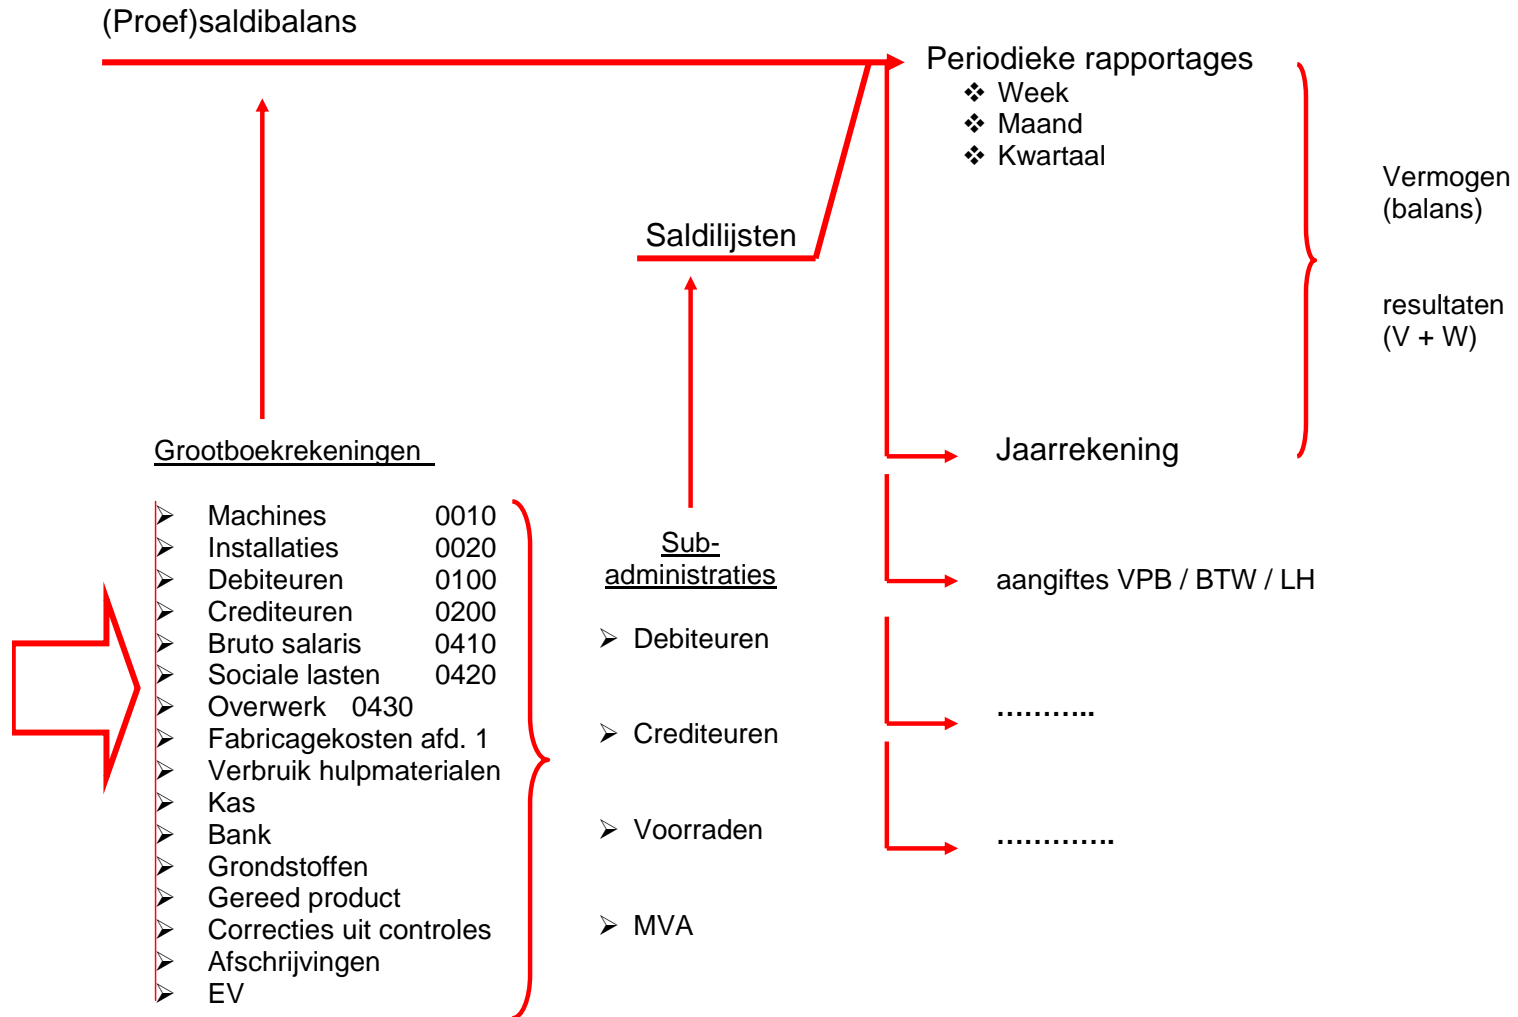 (Proef)saldibalans
Periodieke rapportages
❖ Week
❖ Maand
❖ Kwartaal
Vermogen
(balans)
resultaten
(V + W)
Saldilijsten
Jaarrekening
aangiftes VPB / BTW / LH
………..
………….
Grootboekrekeningen
➢ Machines 0010
➢ Installaties 0020
➢ Debiteuren 0100
➢ Crediteuren 0200
➢ Bruto salaris 0410
➢ Sociale lasten 0420
➢ Overwerk 0430
➢ Fabricagekosten afd. 1
➢ Verbruik hulpmaterialen
➢ Kas
➢ Bank
➢ Grondstoffen
➢ Gereed product
➢ Correcties uit controles
➢ Afschrijvingen
➢ EV
Sub-
administraties
➢ Debiteuren
➢ Crediteuren
➢ Voorraden
➢ MVA